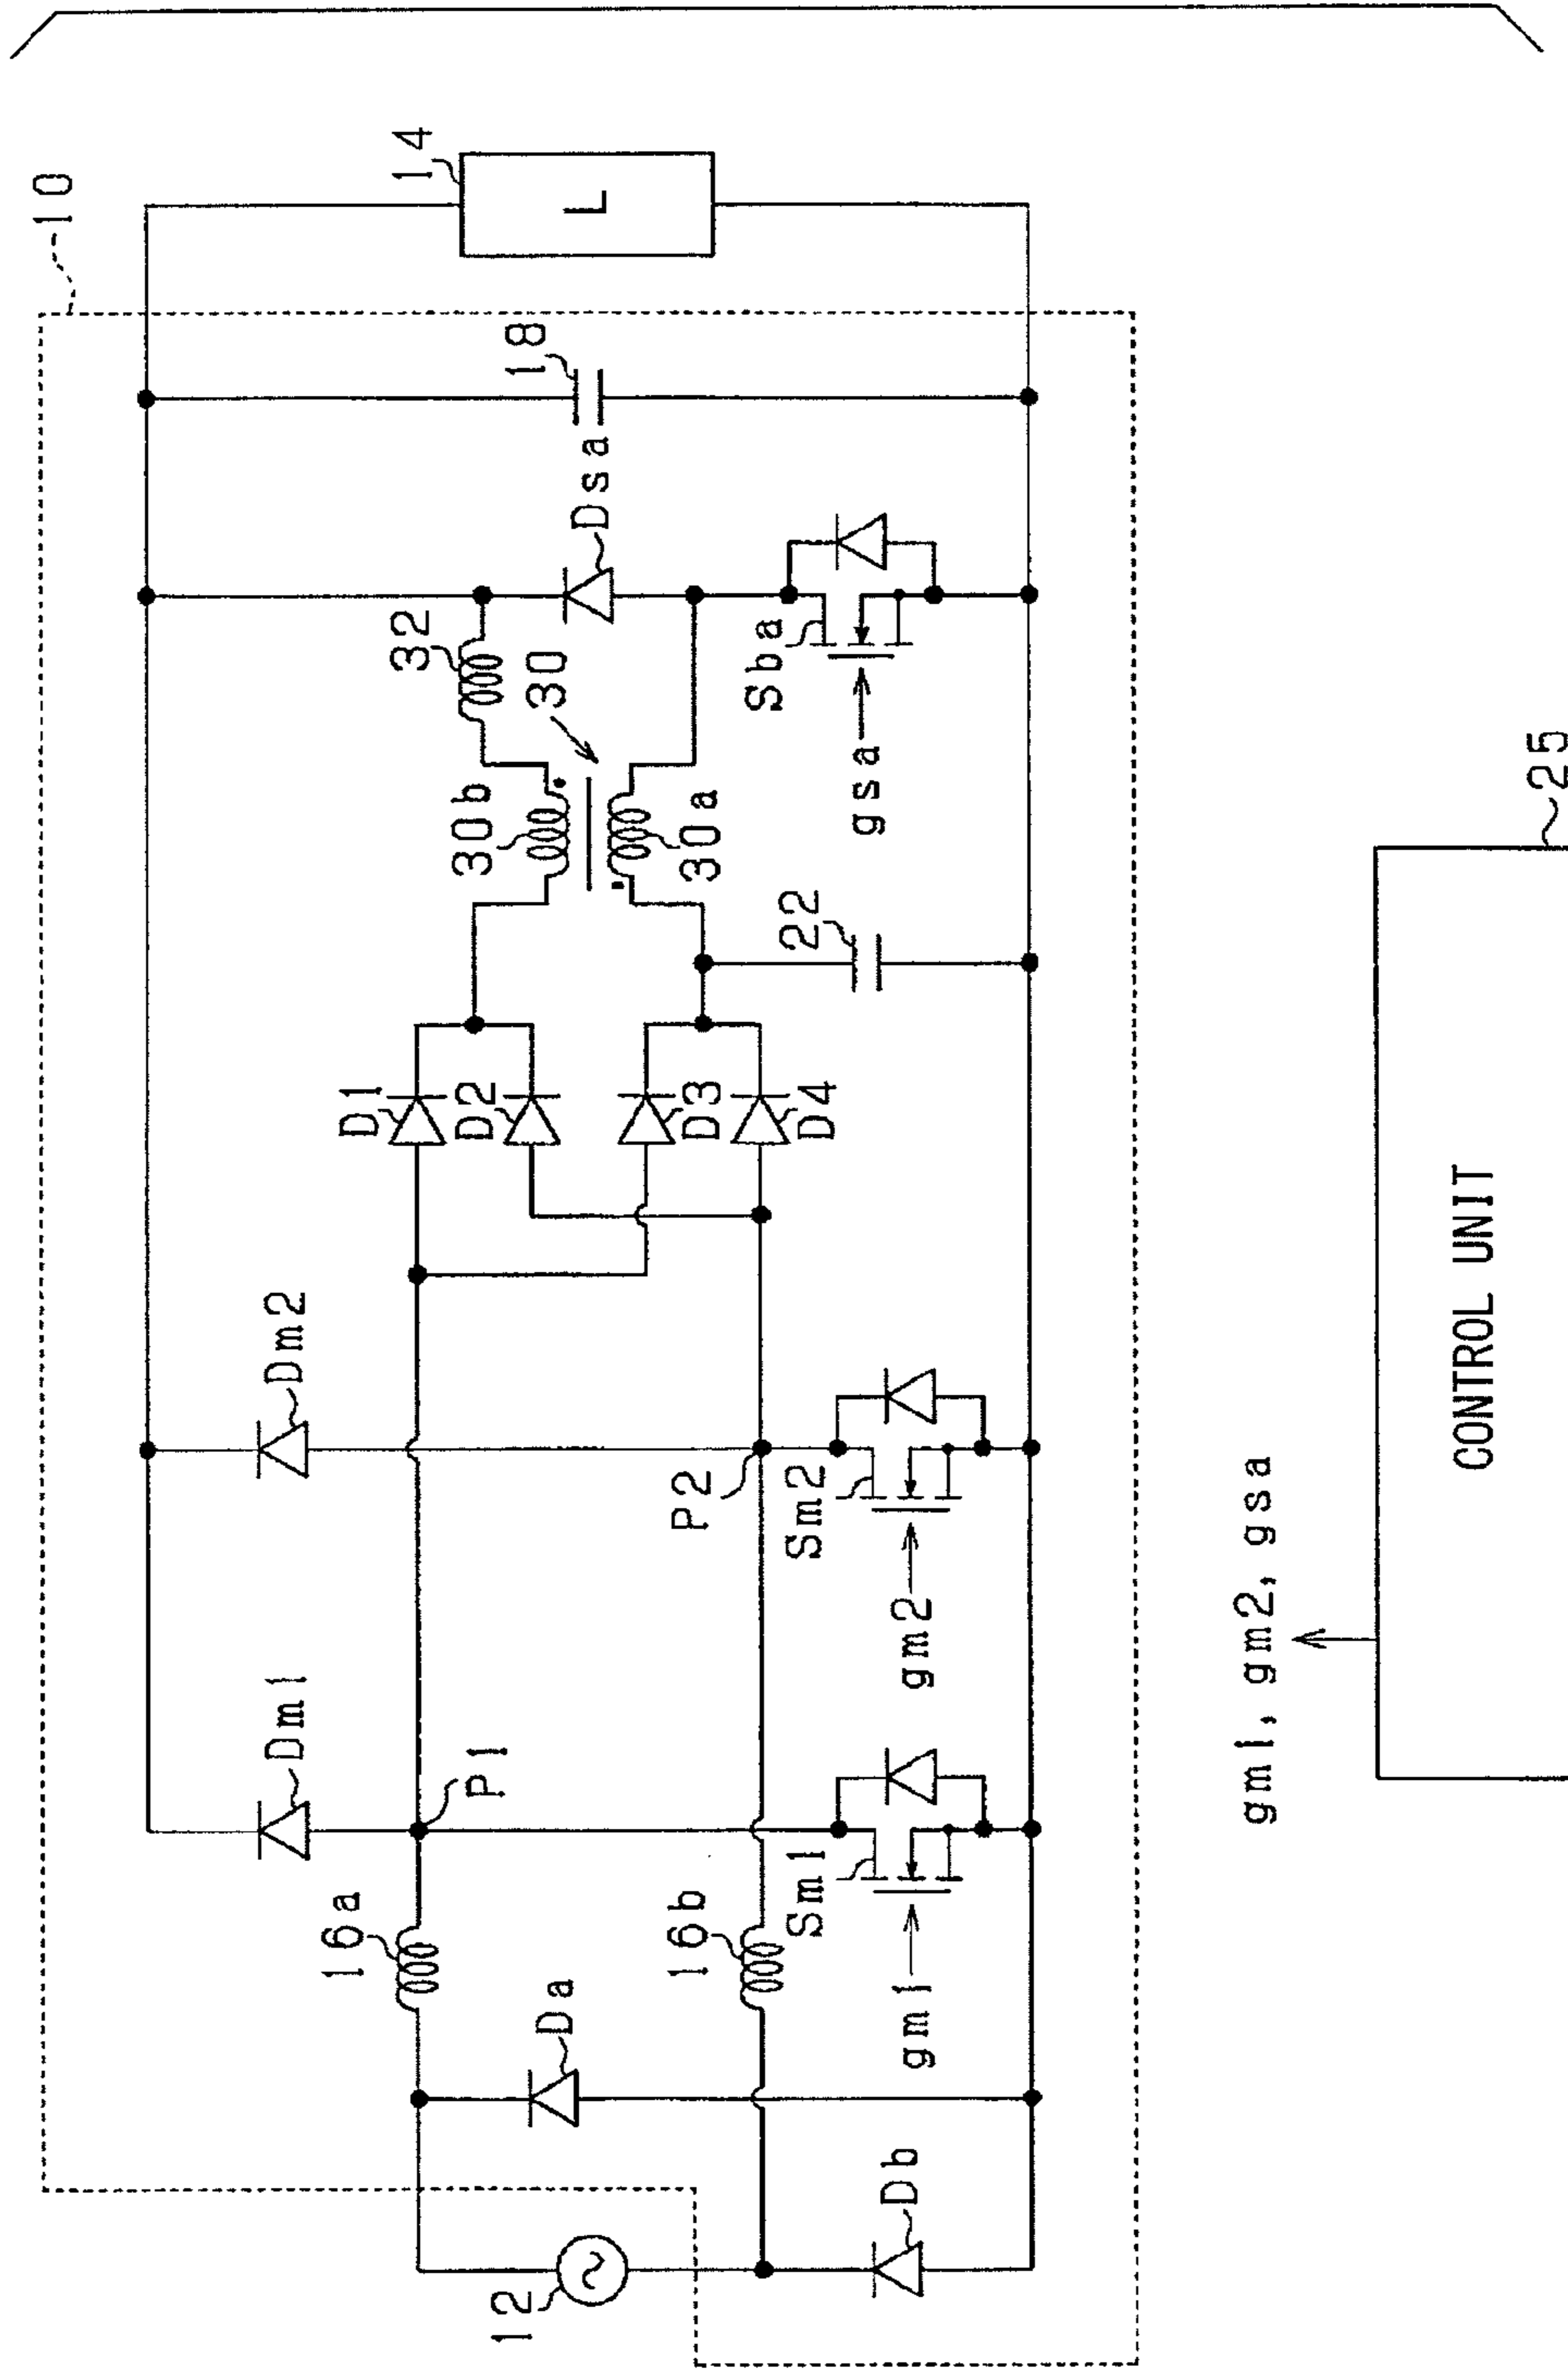 10
Dm1
Dm2
14
L
18
32
30
30b
30a
Dsa
D1
D2
D3
D4
16a
P1
Da
16b
P2
22
Sba
gsa
12
Sm1
gm1
Sm2
gm2
Db
gm1, gm2, gsa
CONTROL UNIT
25